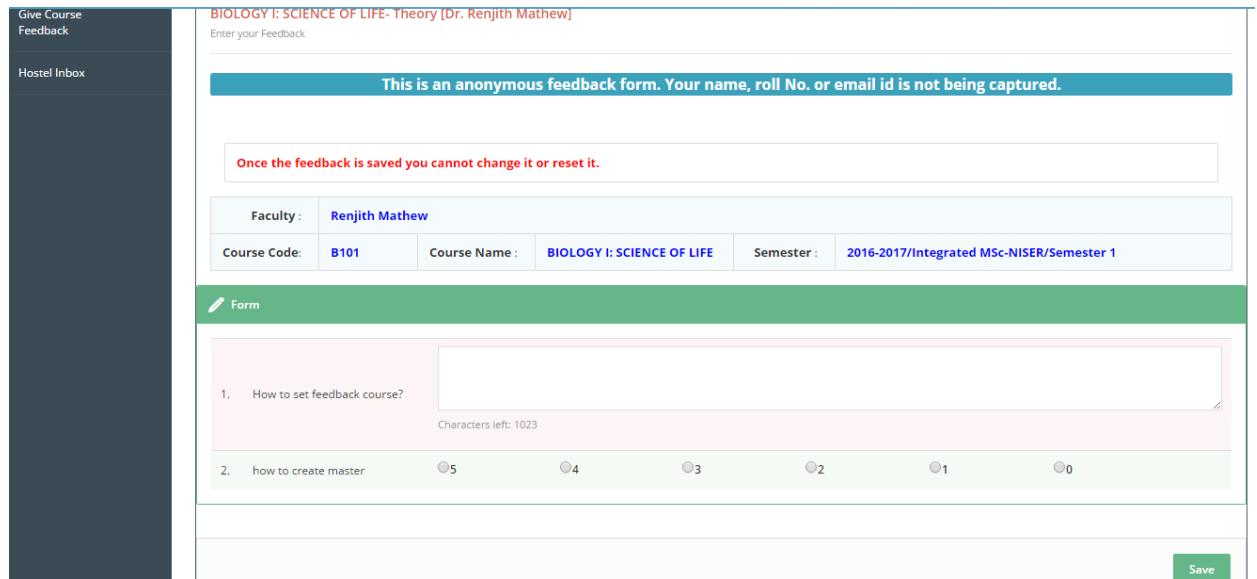 Give Course
Feedback
Hostel Inbox
BIOLOGY I: SCIENCE OF LIFE- Theory [Dr. Renjith Mathew]
Enter your Feedback
This is an anonymous feedback form. Your name, roll No. or email id is not being captured.
Once the feedback is saved you cannot change it or reset it.
Faculty : Renjith Mathew
Course Code: B101 Course Name : BIOLOGY I: SCIENCE OF LIFE Semester : 2016-2017/Integrated MSc-NISER/Semester 1
Form
1. How to set feedback course?
Characters left: 1023
2. how to create master 5 4 3 2 1 0
Save